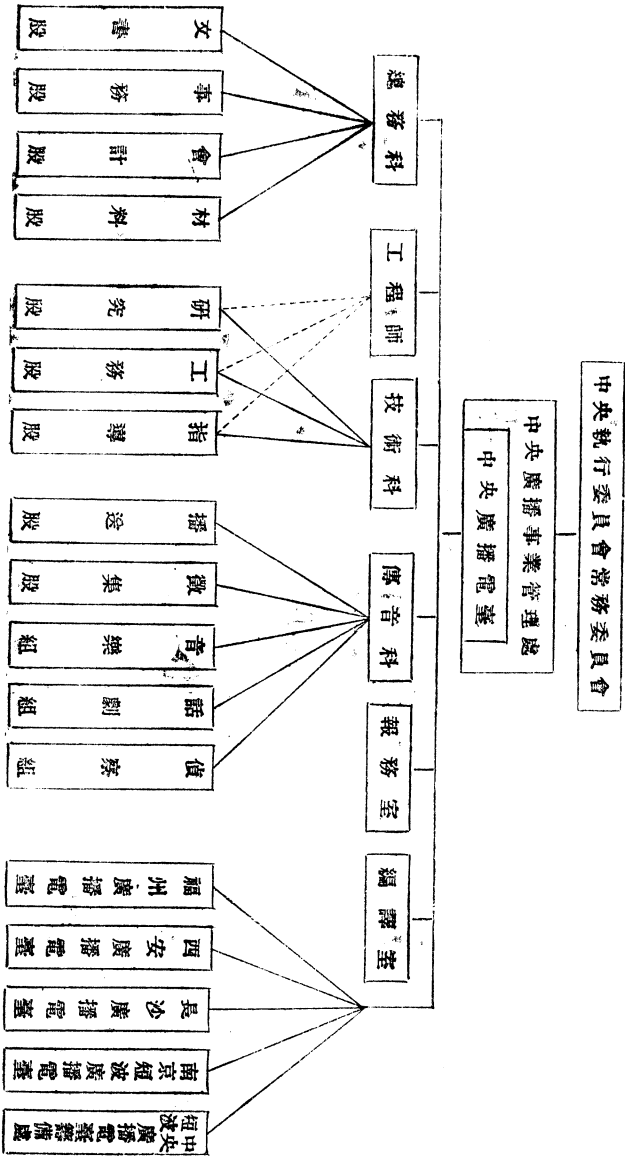 中央執行委員會常務委員會
中央廣播事業管理處
中央廣播電臺
總務科
工程師
技術科
傳音科
報務室
編譯室
文書股
事務股
會計股
材料股
研究股
工務股
指導股
播送股
徵集股
音樂組
話劇組
偵察組
福州廣播電臺
西安廣播電臺
長沙廣播電臺
南京短波廣播電臺
中央短波廣播電臺籌備處